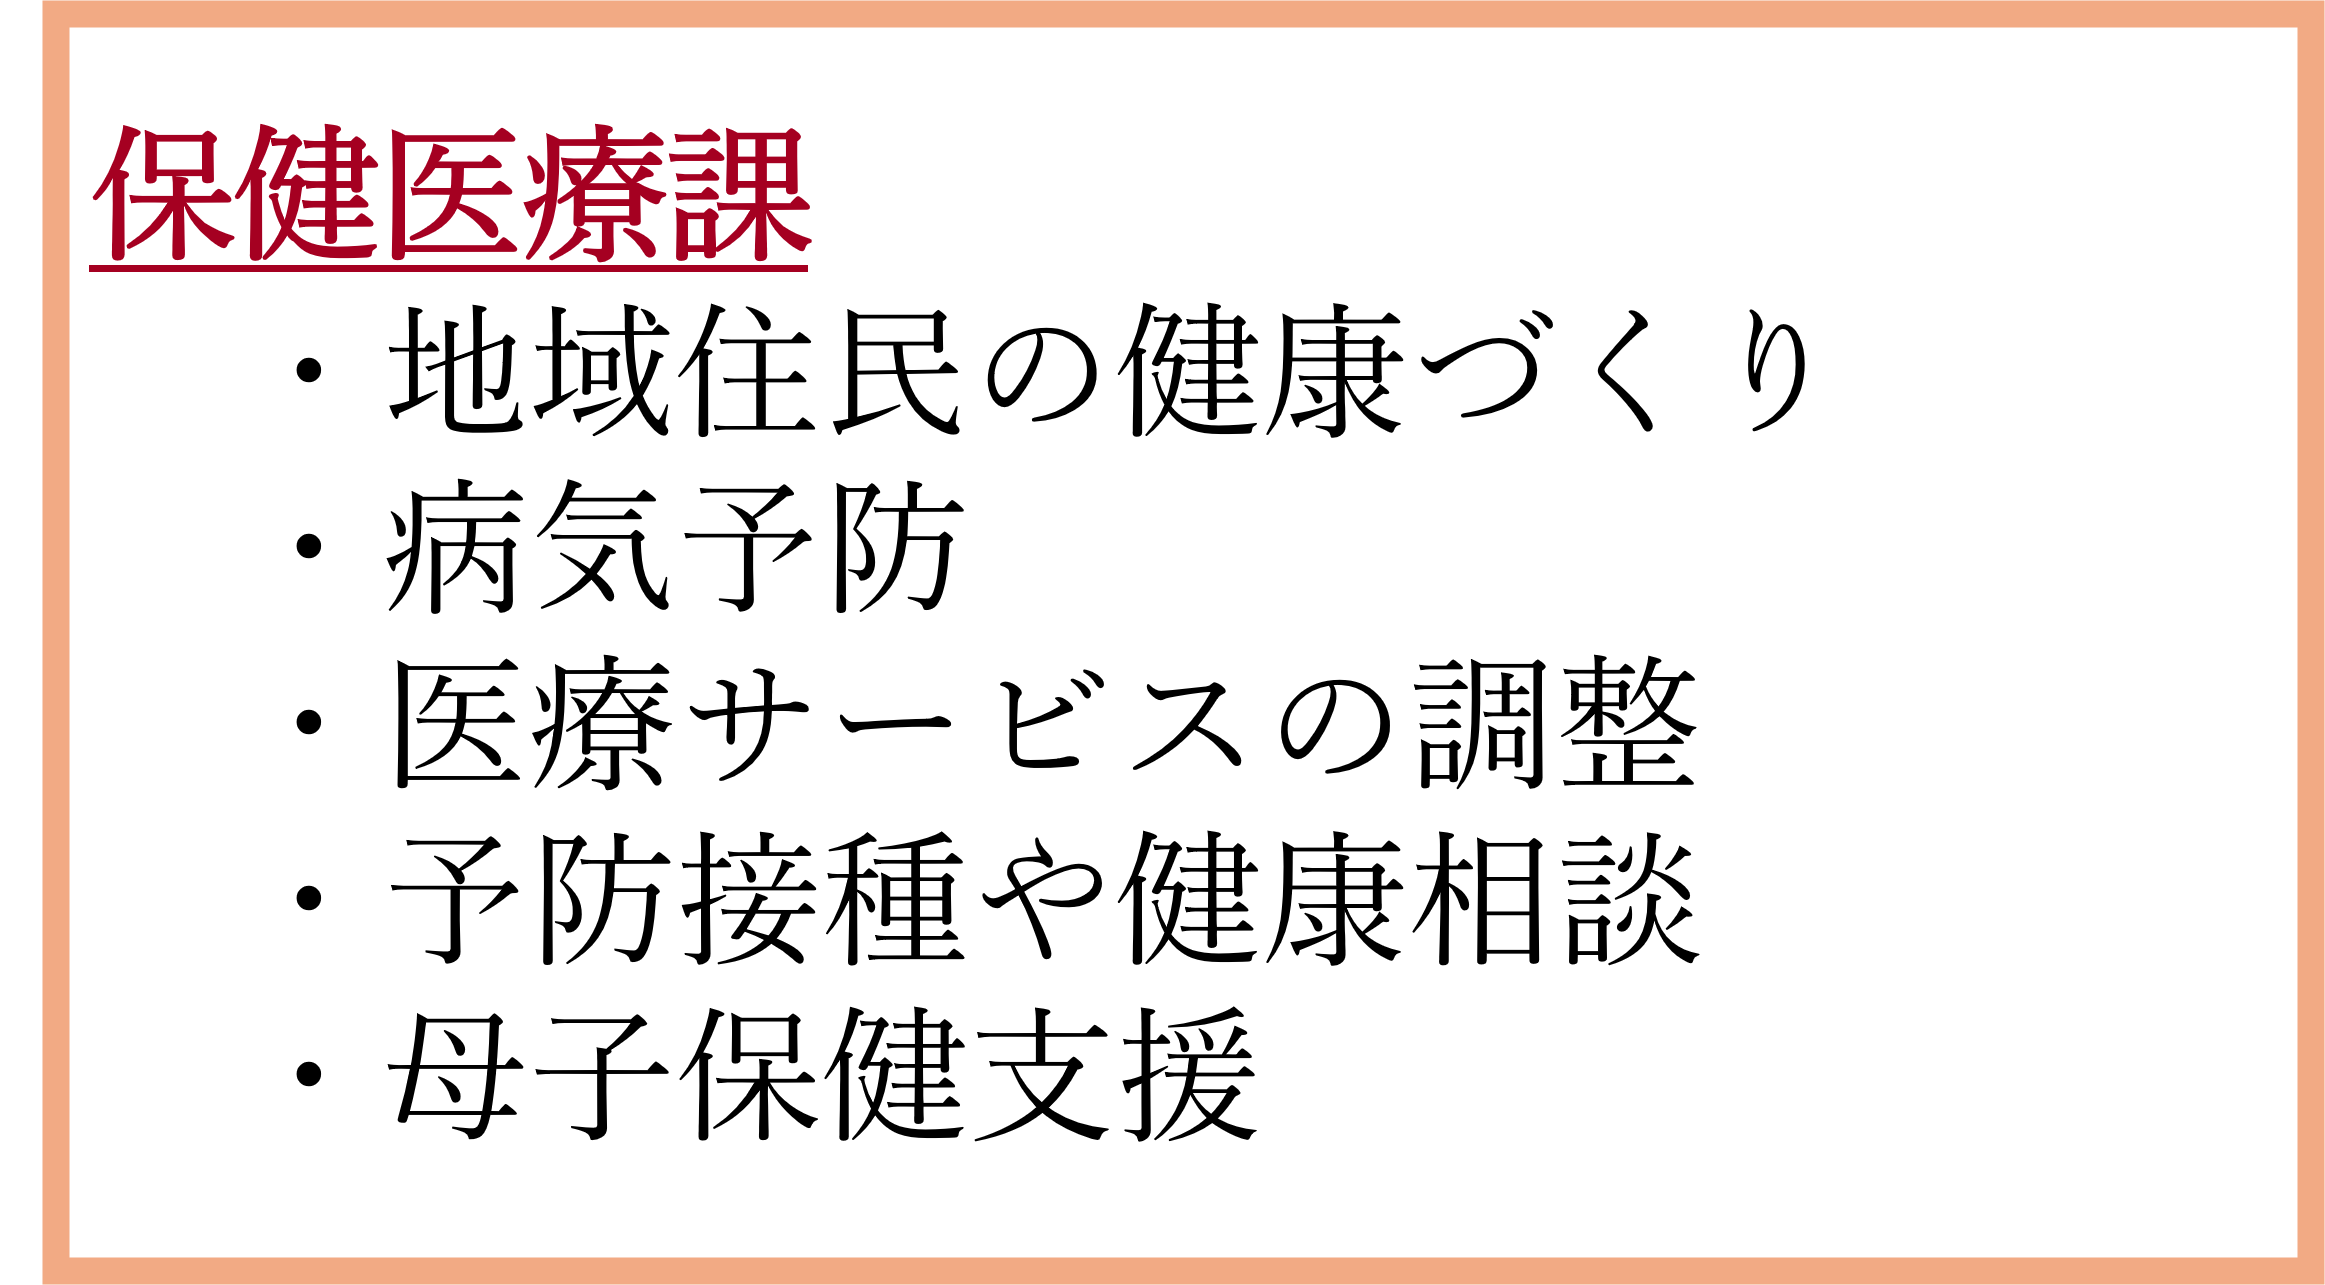 保健医療課
・地域住民の健康づくり
・病気予防
・医療サービスの調整
・予防接種や健康相談
・母子保健支援